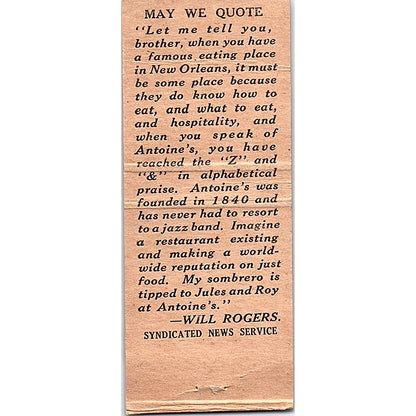 MAY WE QUOTE
"Let me tell you,
brother, when you have
a famous eating place
in New Orleans, it must
be some place because
they do know how to
eat, and what to eat,
and hospitality, and
when you speak of
Antoine's, you have
reached the "Z" and
"&" in alphabetical
praise. Antoine's was
founded in 1840 and
has never had to resort
to a jazz band. Imagine
a restaurant existing
and making a world-
wide reputation on just
food. My sombrero is
tipped to Jules and Roy
at Antoine's."
—WILL ROGERS.
SYNDICATED NEWS SERVICE